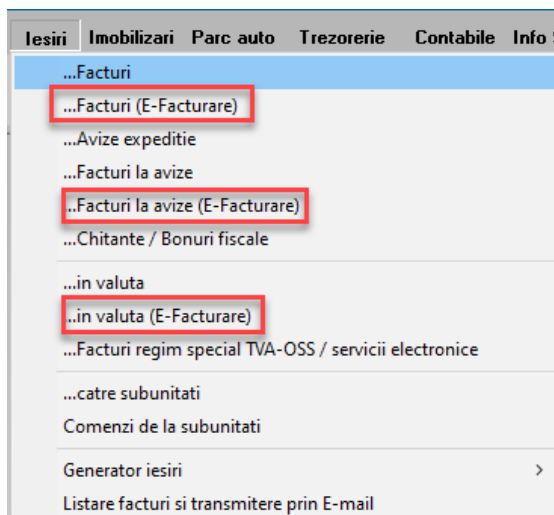 Iesiri Imobilizari Parc auto Trezorerie Contabile Info
...Facturi
...Facturi (E-Facturare)
...Avize expeditie
...Facturi la avize
...Facturi la avize (E-Facturare)
...Chitante / Bonuri fiscale
...in valuta
...in valuta (E-Facturare)
...Facturi regim special TVA-OSS / servicii electronice
...catre subunitati
Comenzi de la subunitati
Generator iesiri >
Listare facturi si transmitere prin E-mail